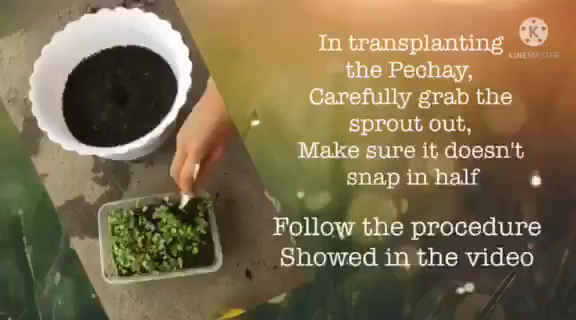 In transplanting
the Pechay,
Carefully grab the
sprout out,
Make sure it doesn't
snap in half
Follow the procedure
Showed in the video
K
KINEMASTER